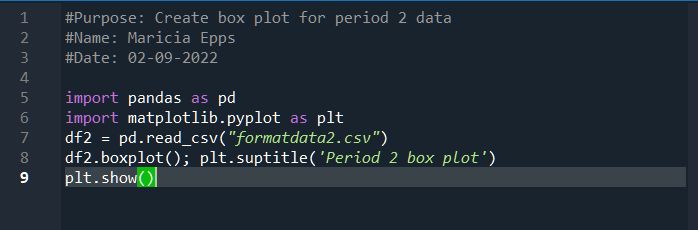 1 #Purpose: Create box plot for period 2 data
2 #Name: Maricia Epps
3 #Date: 02-09-2022
4
5 import pandas as pd
6 import matplotlib.pyplot as plt
7 df2 = pd.read_csv("formatdata2.csv")
8 df2.boxplot(); plt.suptitle('Period 2 box plot')
9 plt.show()